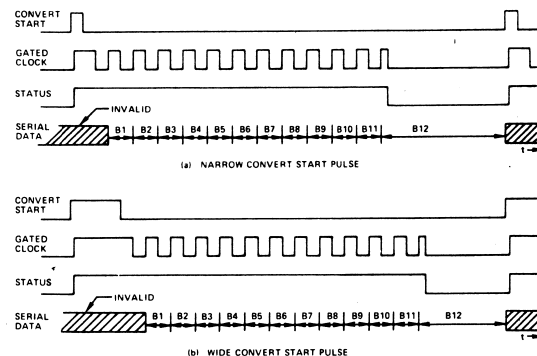 CONVERT
START
GATED
CLOCK
STATUS
INVALID
SERIAL
DATA
B1 B2 B3 B4 B5 B6 B7 B8 B9 B10 B11 B12
t
(a) NARROW CONVERT START PULSE
CONVERT
START
GATED
CLOCK
STATUS
INVALID
SERIAL
DATA
B1 B2 B3 B4 B5 B6 B7 B8 B9 B10 B11 B12
t
(b) WIDE CONVERT START PULSE